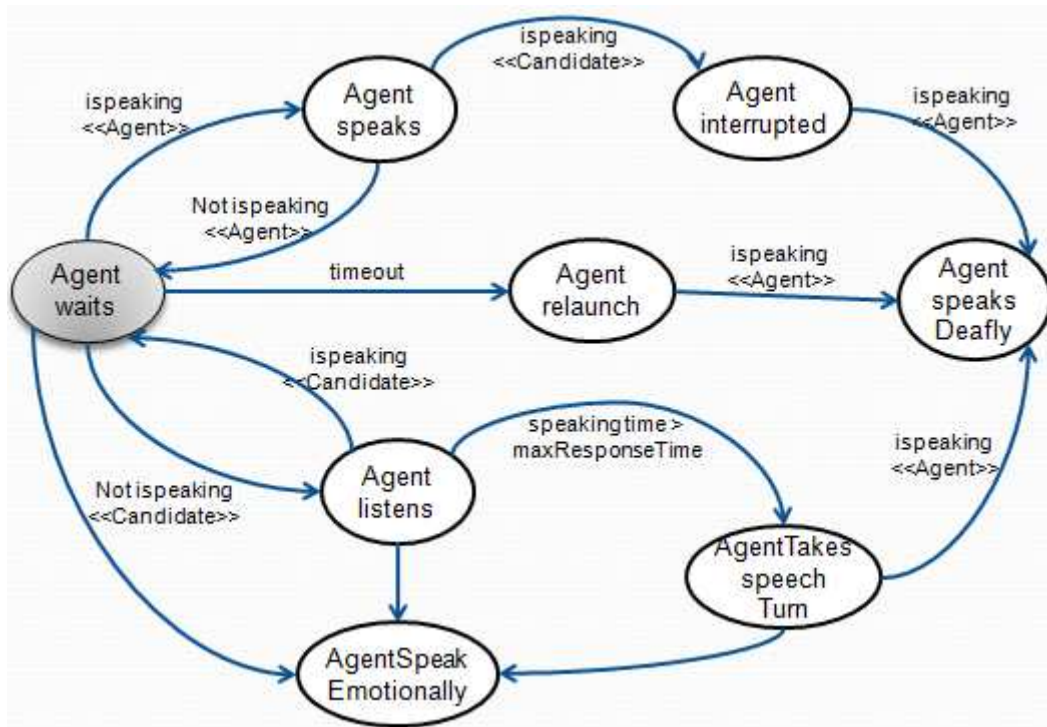 ispeaking
<<Candidate>>
Agent
speaks
Agent
interrupted
ispeaking
<<Agent>>
ispeaking
<<Agent>>
Not ispeaking
<<Agent>>
Agent
waits
timeout
Agent
relaunch
ispeaking
<<Agent>>
Agent
speaks
Deafly
ispeaking
<<Candidate>>
speakingtime >
maxResponseTime
ispeaking
<<Agent>>
Agent
listens
Not ispeaking
<<Candidate>>
AgentTakes
speech
Turn
AgentSpeak
Emotionally